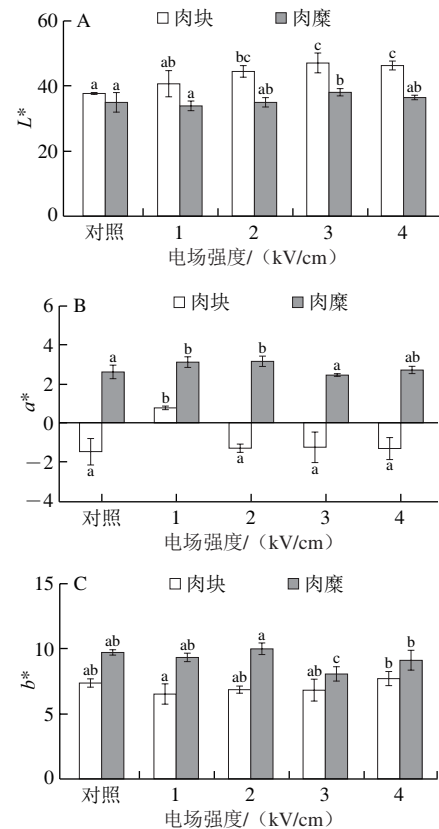 A
肉块 肉糜
60
40
20
0
L*
a a ab a bc ab c b c ab
对照 1 2 3 4
电场强度/（kV/cm）
B
肉块 肉糜
6
4
2
0
−2
−4
a*
a a b b a b a a a ab
对照 1 2 3 4
电场强度/（kV/cm）
C
肉块 肉糜
15
10
5
0
b*
ab ab a ab ab a ab c b b
对照 1 2 3 4
电场强度/（kV/cm）